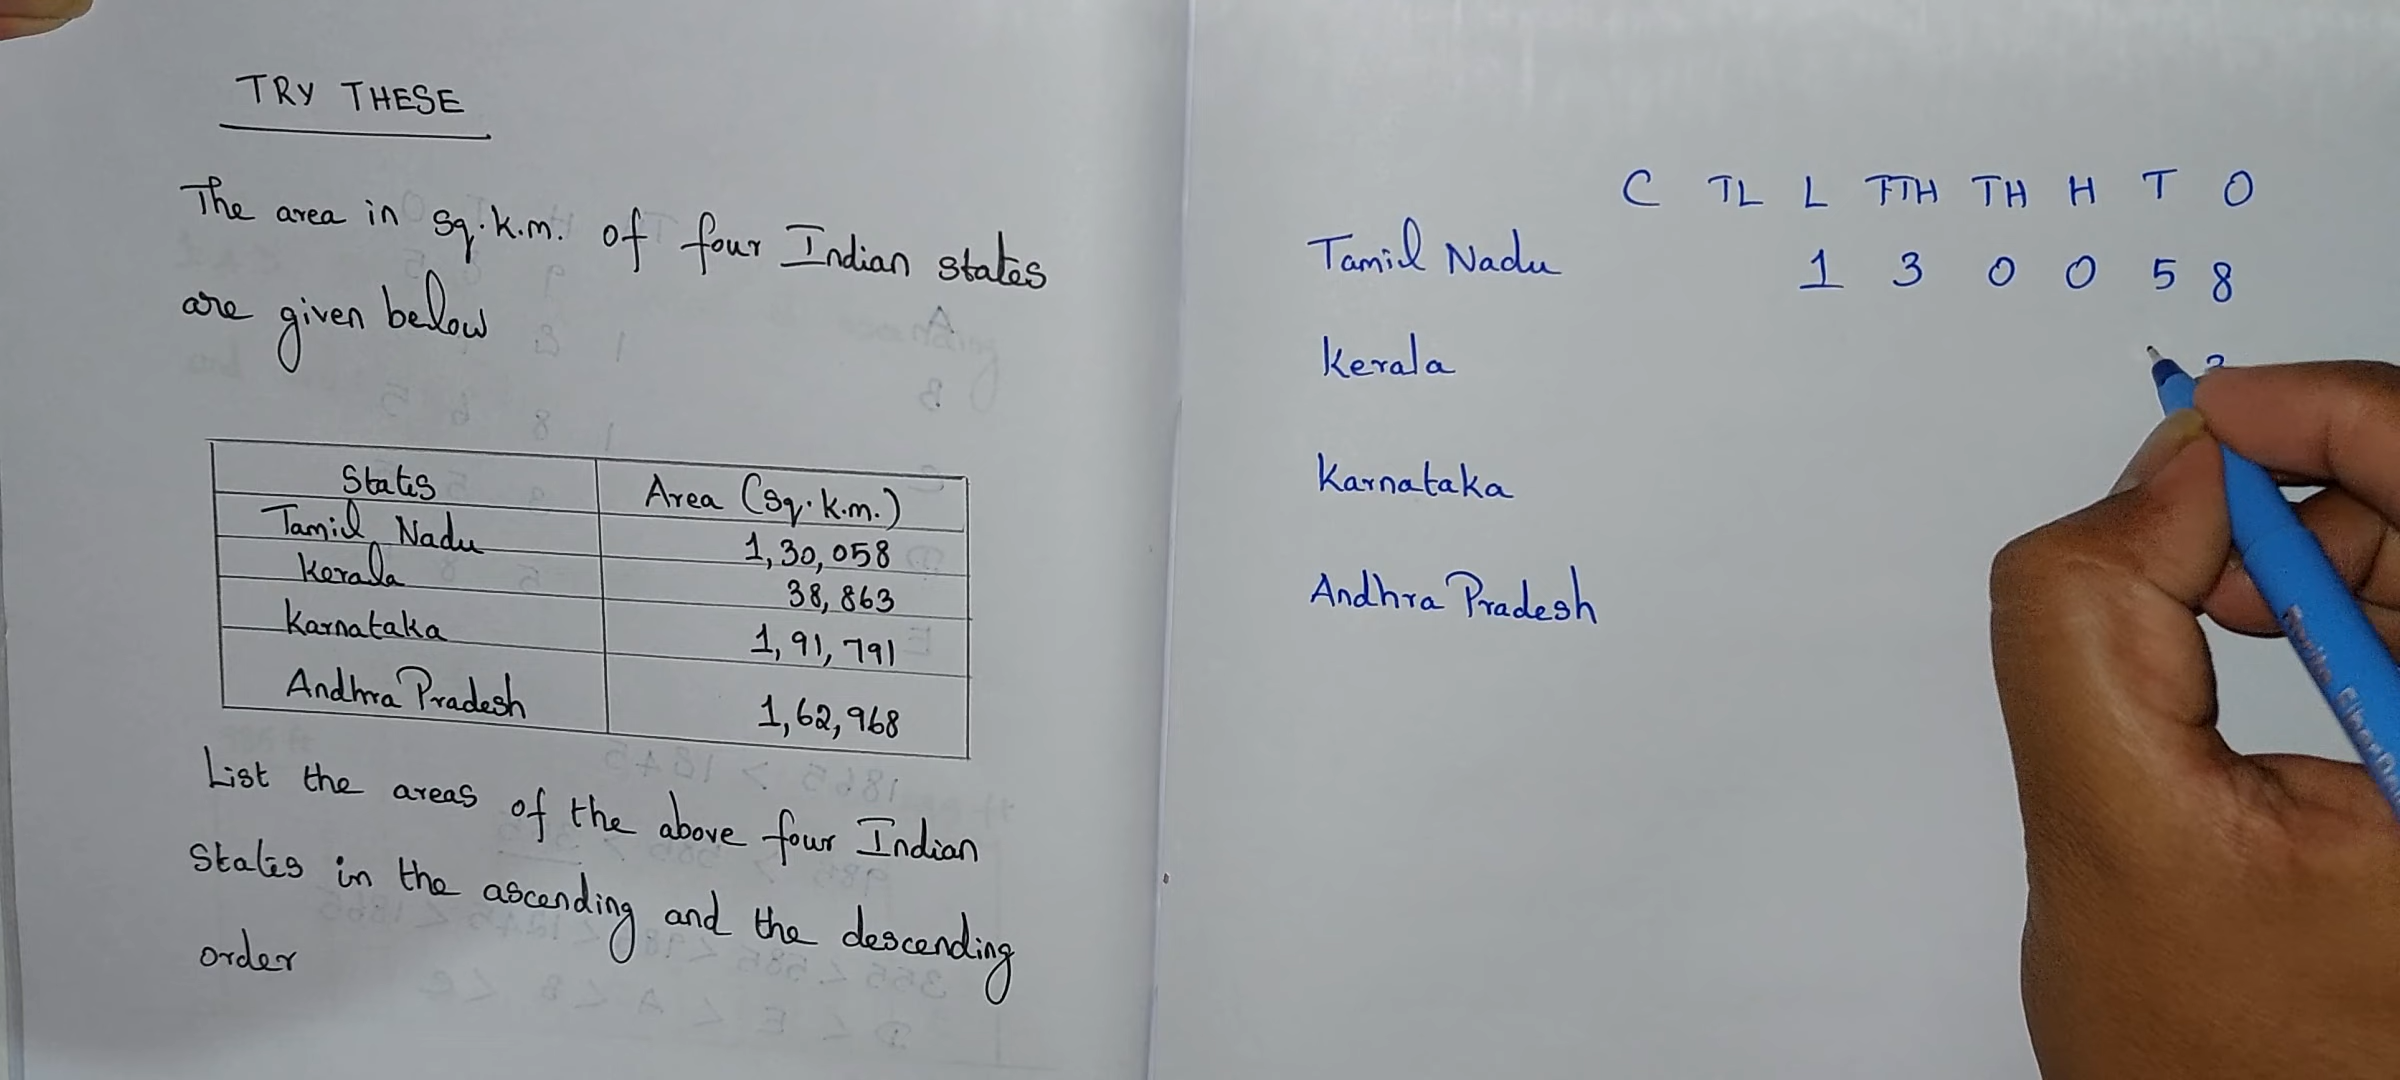 TRY THESE
The area in sq.k.m. of four Indian states
are given below
States Area (Sq.k.m.)
Tamil Nadu 1,30,058
Kerala 38,863
Karnataka 1,91,791
Andhra Pradesh 1,62,968
List the areas of the above four Indian
States in the ascending and the descending
order
C TL L TTH TH H T O
Tamil Nadu 1 3 0 0 5 8
Kerala
Karnataka
Andhra Pradesh